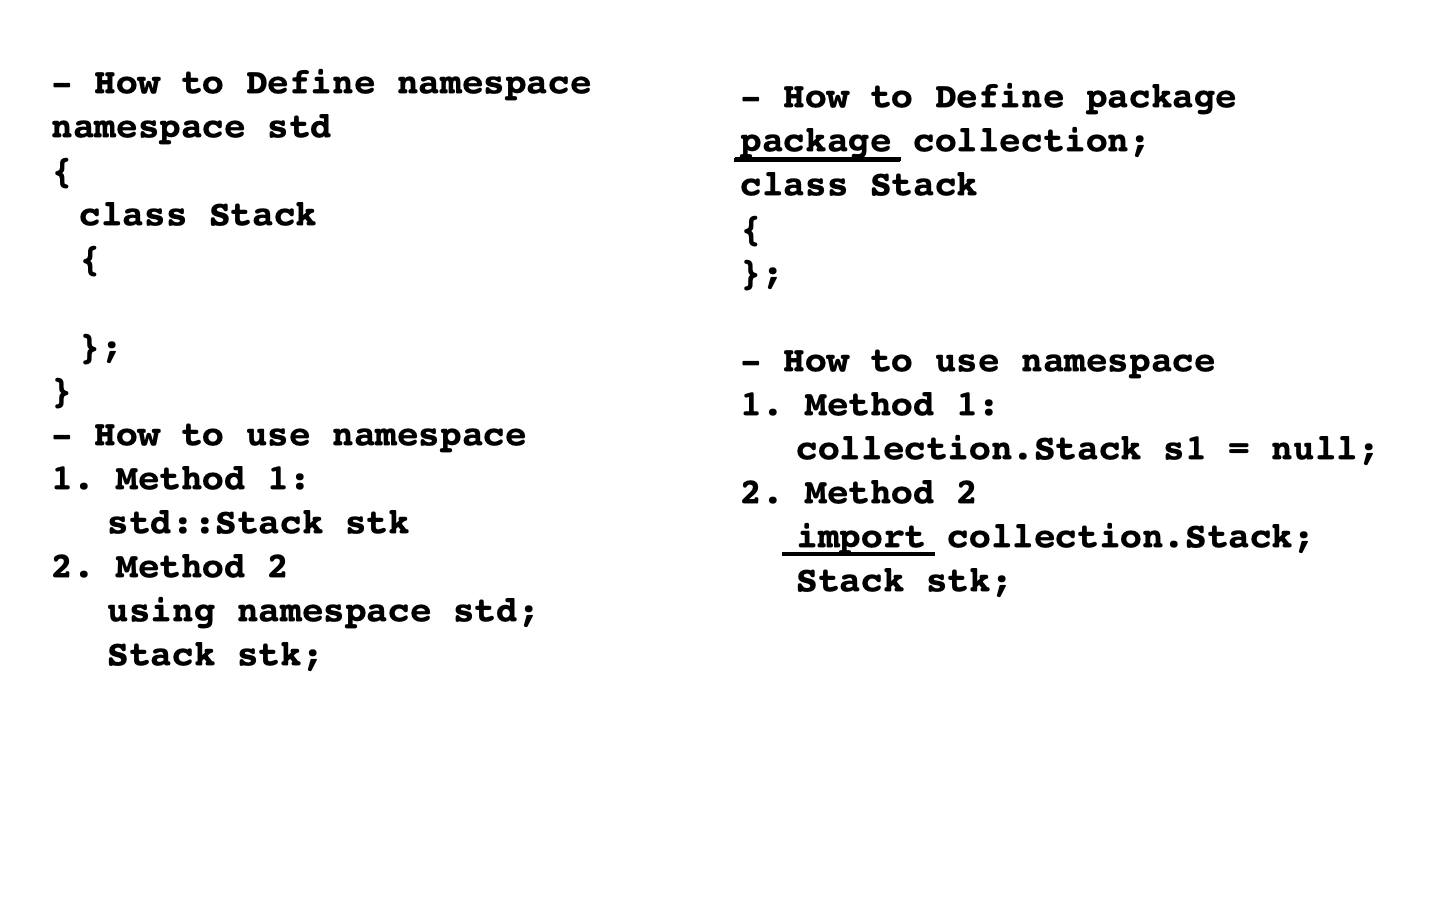 - How to Define namespace
namespace std
{
class Stack
{
};
}
- How to use namespace
1. Method 1:
std::Stack stk
2. Method 2
using namespace std;
Stack stk;
- How to Define package
package collection;
class Stack
{
};
- How to use namespace
1. Method 1:
collection.Stack s1 = null;
2. Method 2
import collection.Stack;
Stack stk;